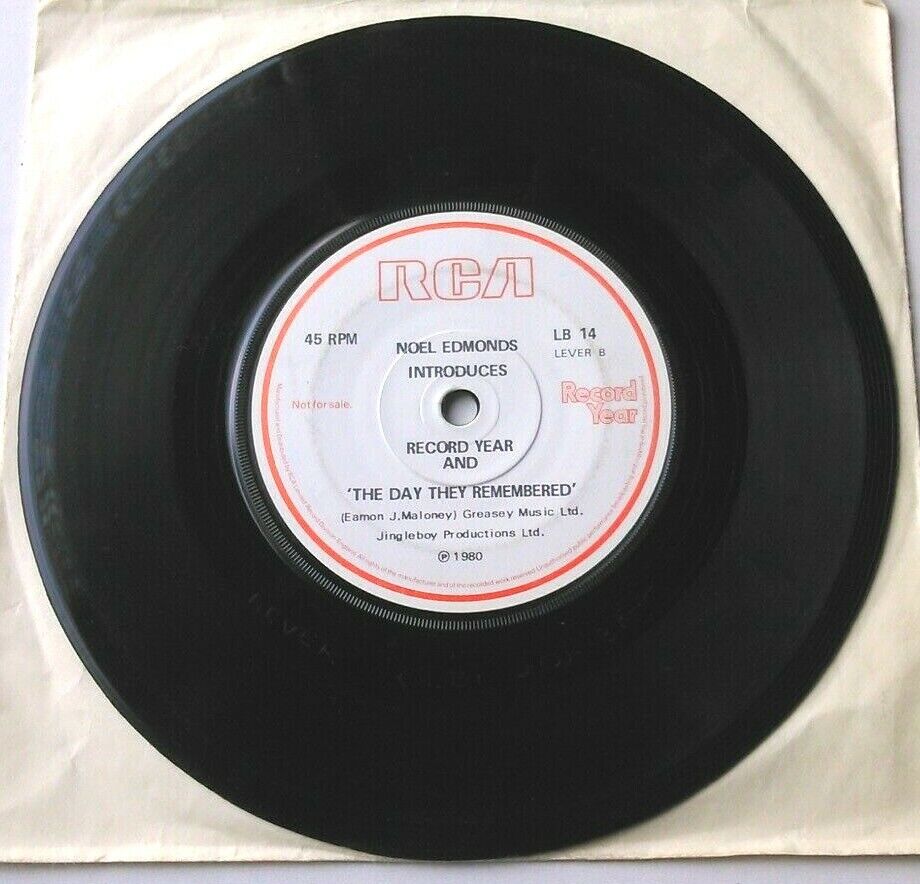 RCA
45 RPM
LB 14
LEVER B
NOEL EDMONDS
INTRODUCES
Not for sale.
Record
Year
RECORD YEAR
AND
'THE DAY THEY REMEMBERED'
(Eamon J.Maloney) Greasey Music Ltd.
Jingleboy Productions Ltd.
℗ 1980